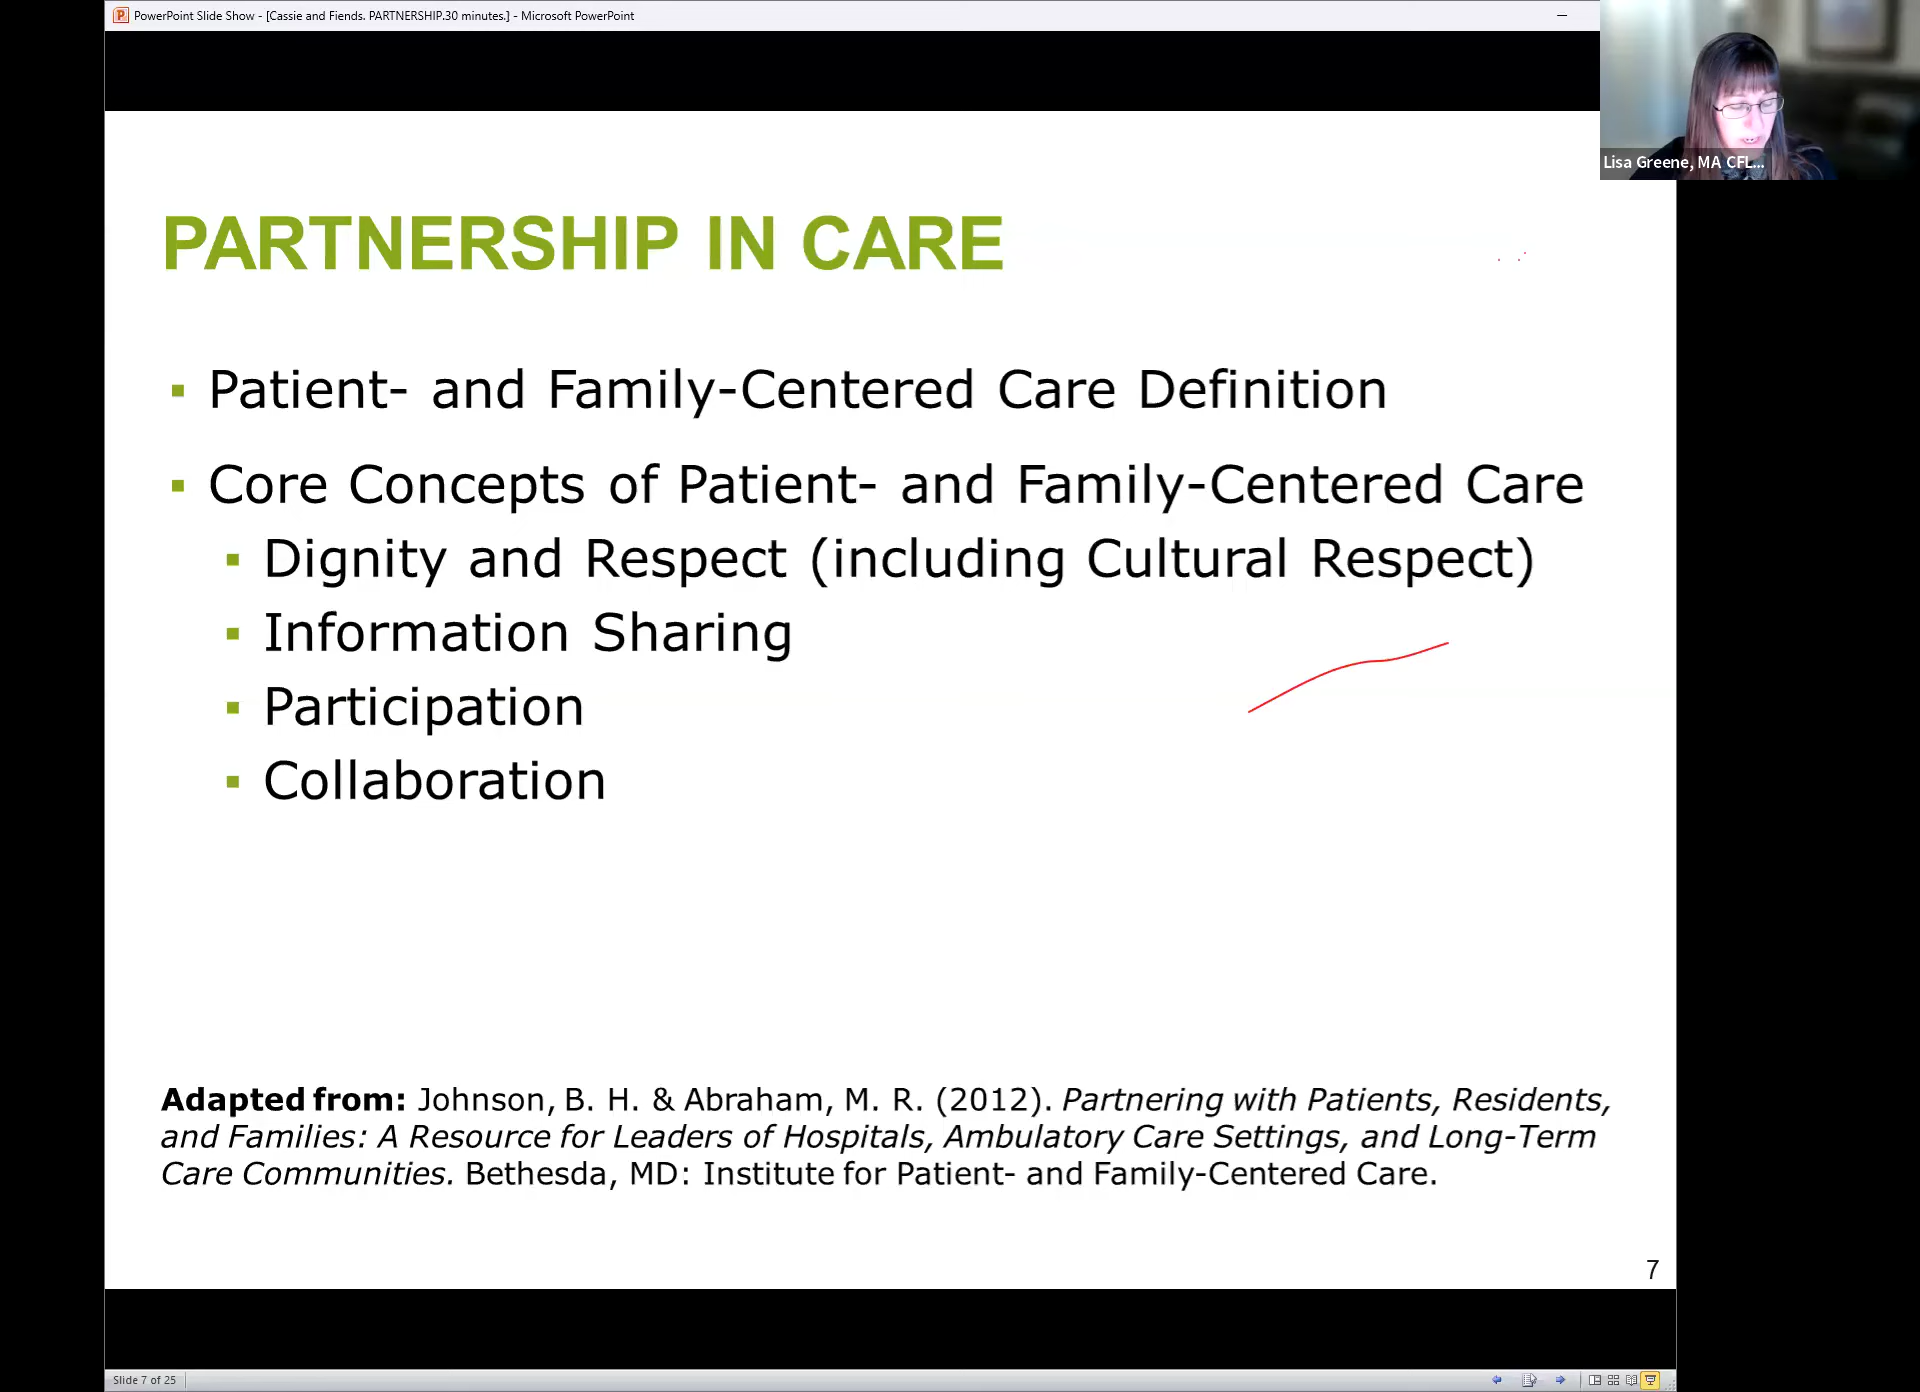 PowerPoint Slide Show - [Cassie and Fiends. PARTNERSHIP.30 minutes.] - Microsoft PowerPoint
Lisa Greene, MA CFL...
PARTNERSHIP IN CARE
▪ Patient- and Family-Centered Care Definition
▪ Core Concepts of Patient- and Family-Centered Care
▪ Dignity and Respect (including Cultural Respect)
▪ Information Sharing
▪ Participation
▪ Collaboration
Adapted from: Johnson, B. H. & Abraham, M. R. (2012). Partnering with Patients, Residents,
and Families: A Resource for Leaders of Hospitals, Ambulatory Care Settings, and Long-Term
Care Communities. Bethesda, MD: Institute for Patient- and Family-Centered Care.
7
Slide 7 of 25